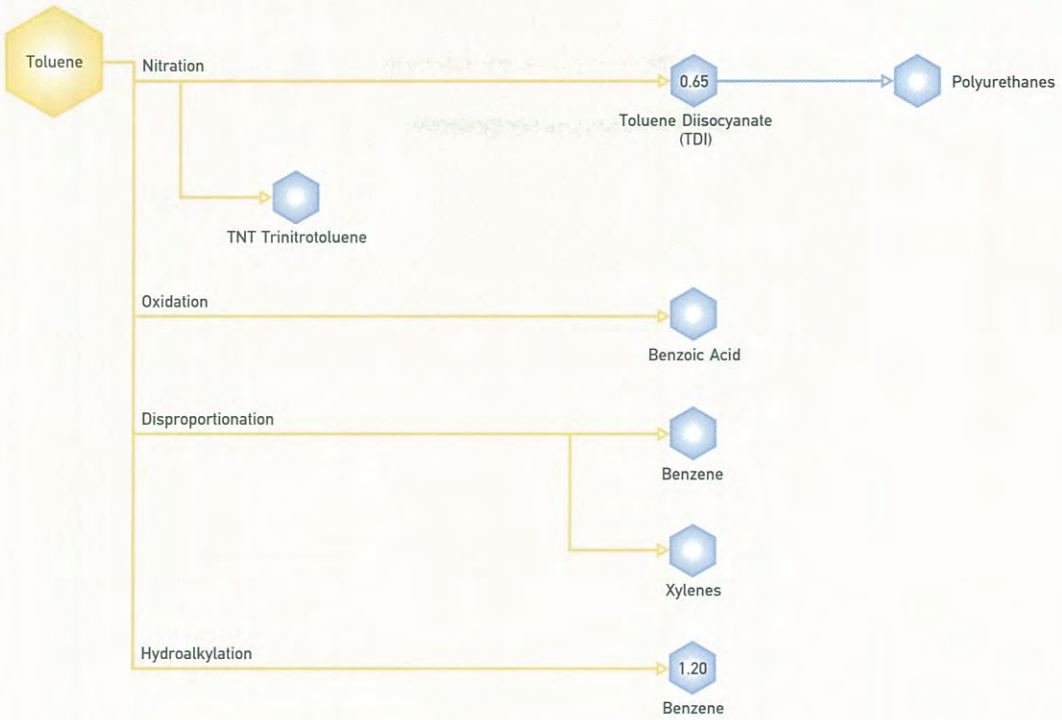 Toluene
Nitration
0.65
Polyurethanes
Toluene Diisocyanate
(TDI)
TNT Trinitrotoluene
Oxidation
Benzoic Acid
Disproportionation
Benzene
Xylenes
Hydroalkylation
1.20
Benzene